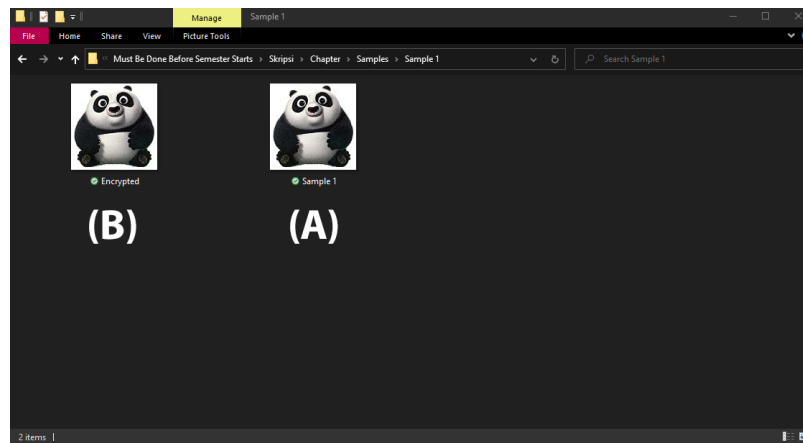 Manage
Sample 1
File Home Share View Picture Tools
« Must Be Done Before Semester Starts > Skripsi > Chapter > Samples > Sample 1
Search Sample 1
Encrypted
Sample 1
(B)
(A)
2 items